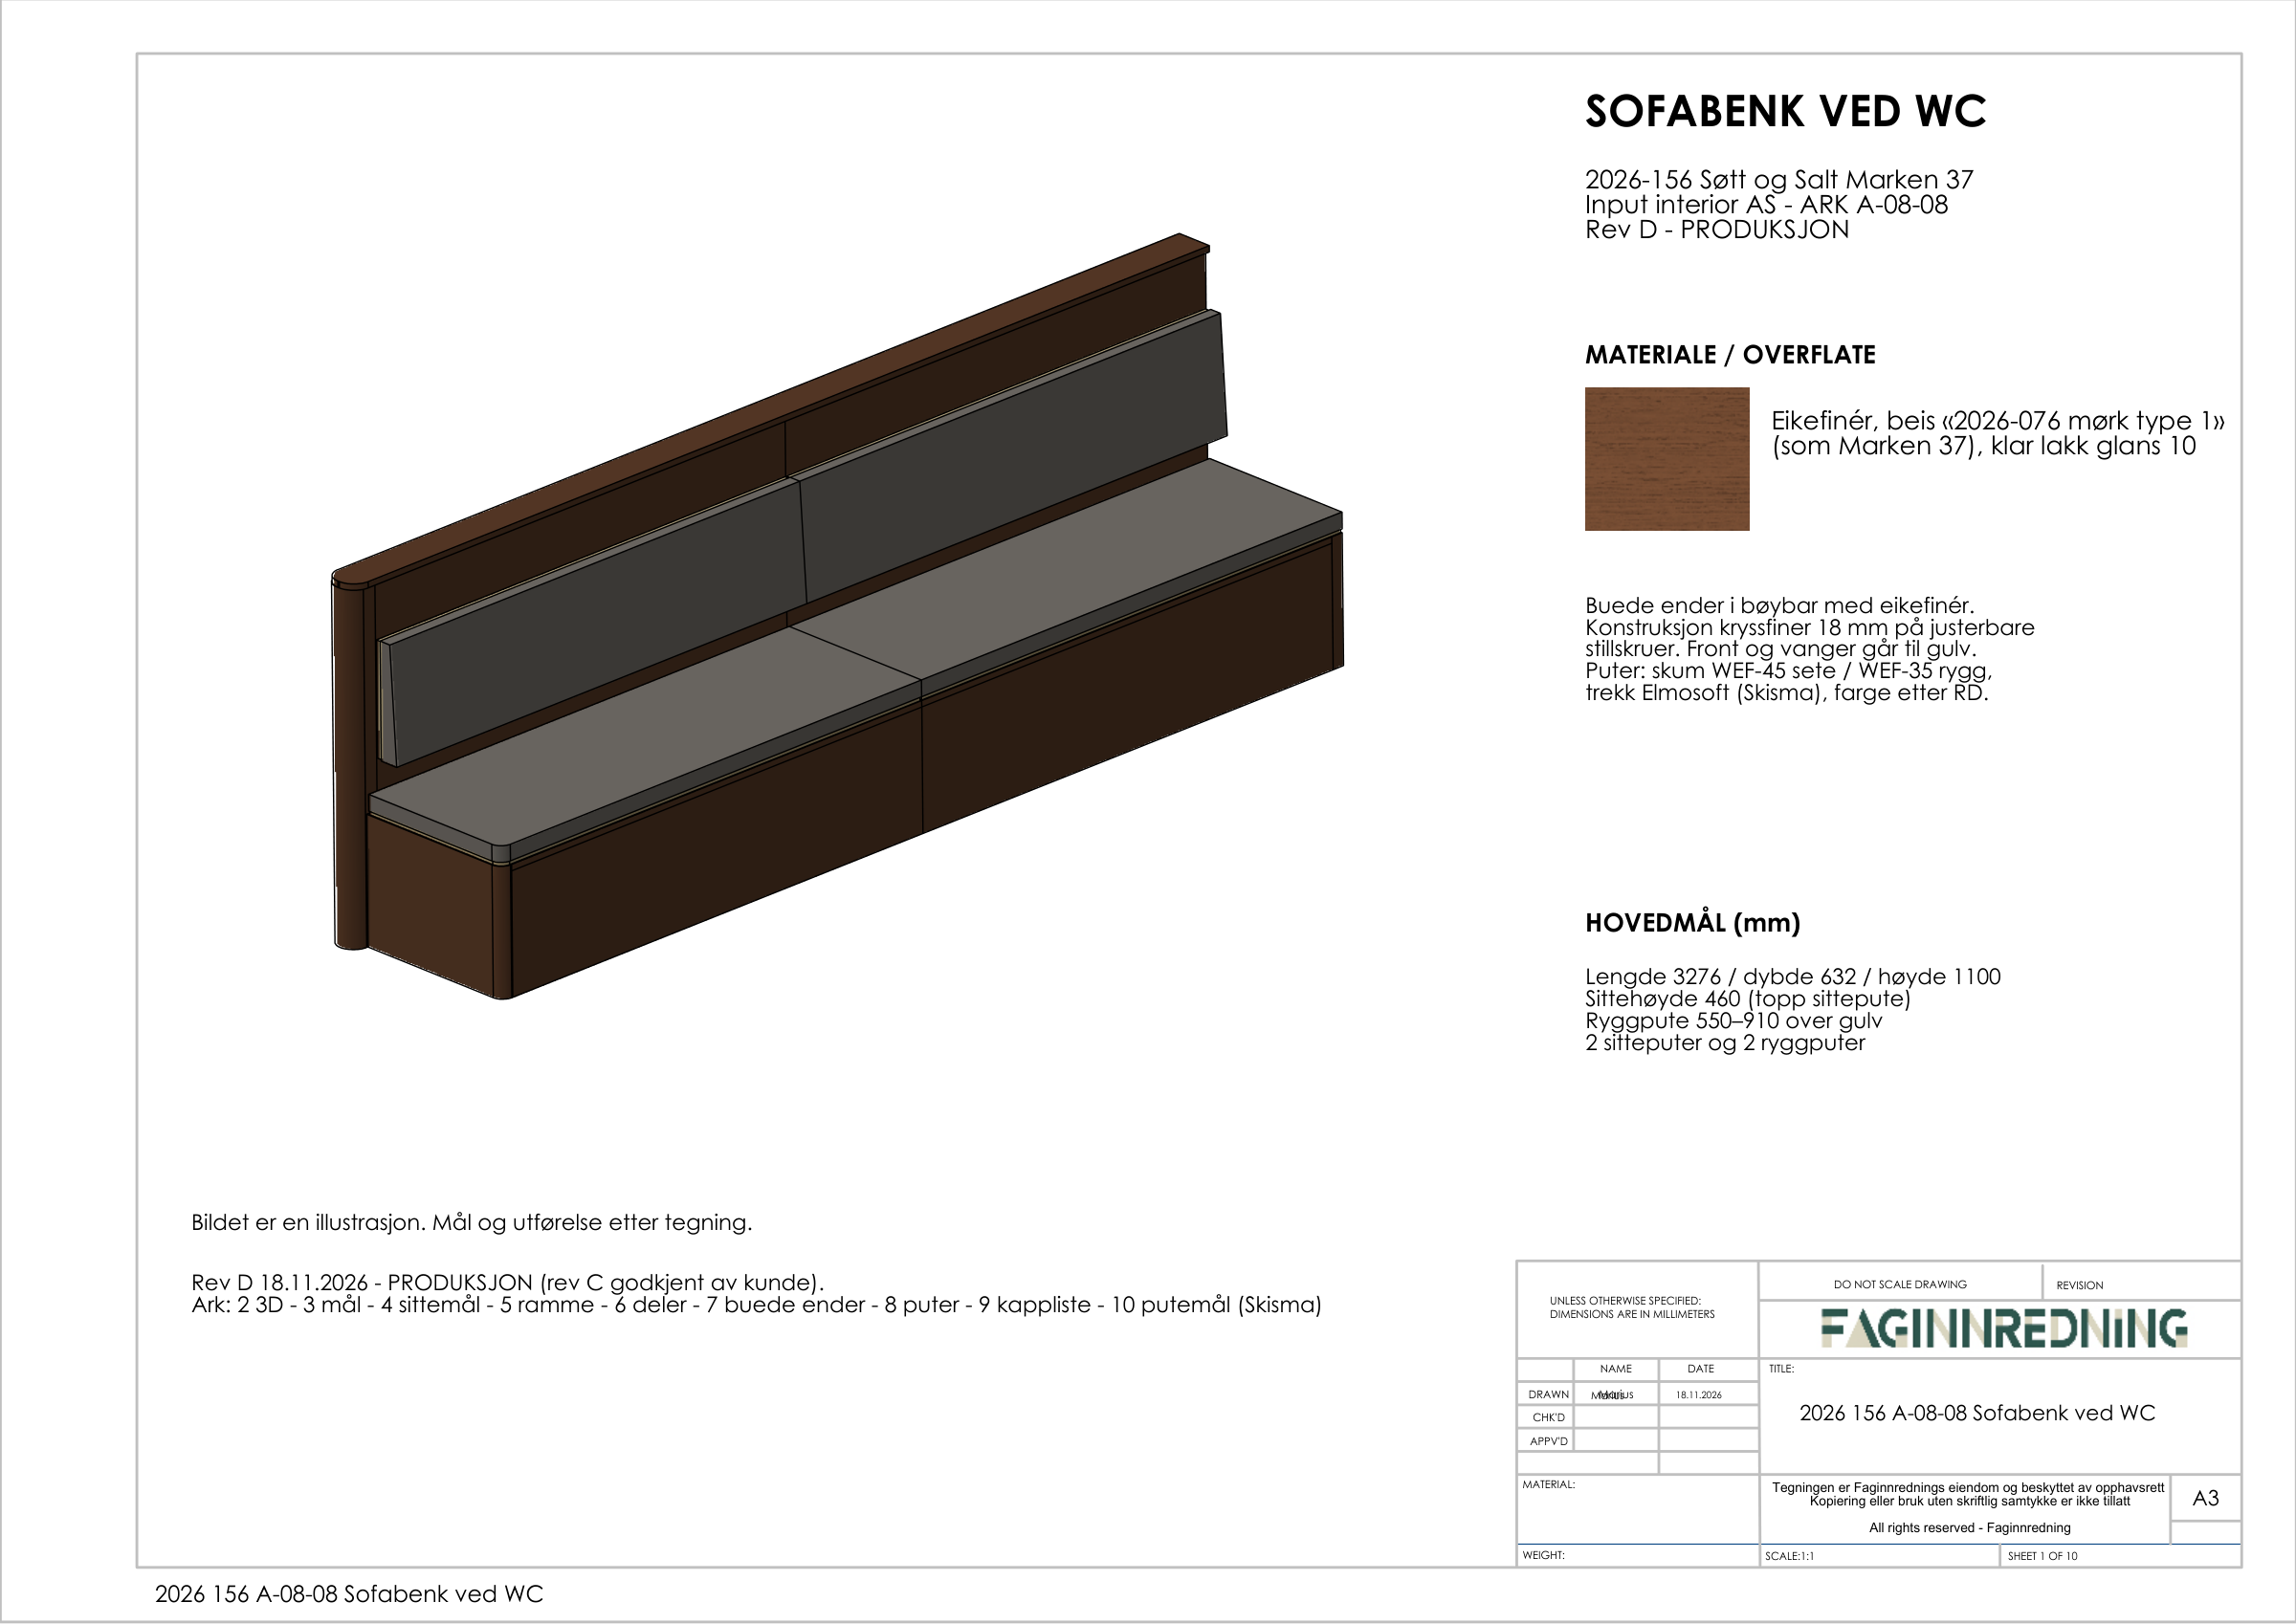 SOFABENK VED WC
2026-156 Søtt og Salt Marken 37
Input interior AS - ARK A-08-08
Rev D - PRODUKSJON
MATERIALE / OVERFLATE
Eikefinér, beis «2026-076 mørk type 1»
(som Marken 37), klar lakk glans 10
Buede ender i bøybar med eikefinér.
Konstruksjon kryssfiner 18 mm på justerbare
stillskruer. Front og vanger går til gulv.
Puter: skum WEF-45 sete / WEF-35 rygg,
trekk Elmosoft (Skisma), farge etter RD.
HOVEDMÅL (mm)
Lengde 3276 / dybde 632 / høyde 1100
Sittehøyde 460 (topp sittepute)
Ryggpute 550–910 over gulv
2 sitteputer og 2 ryggputer
Bildet er en illustrasjon. Mål og utførelse etter tegning.
Rev D 18.11.2026 - PRODUKSJON (rev C godkjent av kunde).
Ark: 2 3D - 3 mål - 4 sittemål - 5 ramme - 6 deler - 7 buede ender - 8 puter - 9 kappliste - 10 putemål (Skisma)
UNLESS OTHERWISE SPECIFIED:
DIMENSIONS ARE IN MILLIMETERS
DO NOT SCALE DRAWING
REVISION
FAGINNREDNING
NAME
DATE
TITLE:
DRAWN
18.11.2026
CHK'D
APPV'D
2026 156 A-08-08 Sofabenk ved WC
MATERIAL:
Tegningen er Faginnrednings eiendom og beskyttet av opphavsrett
Kopiering eller bruk uten skriftlig samtykke er ikke tillatt
All rights reserved - Faginnredning
A3
WEIGHT:
SCALE:1:1
SHEET 1 OF 10
2026 156 A-08-08 Sofabenk ved WC